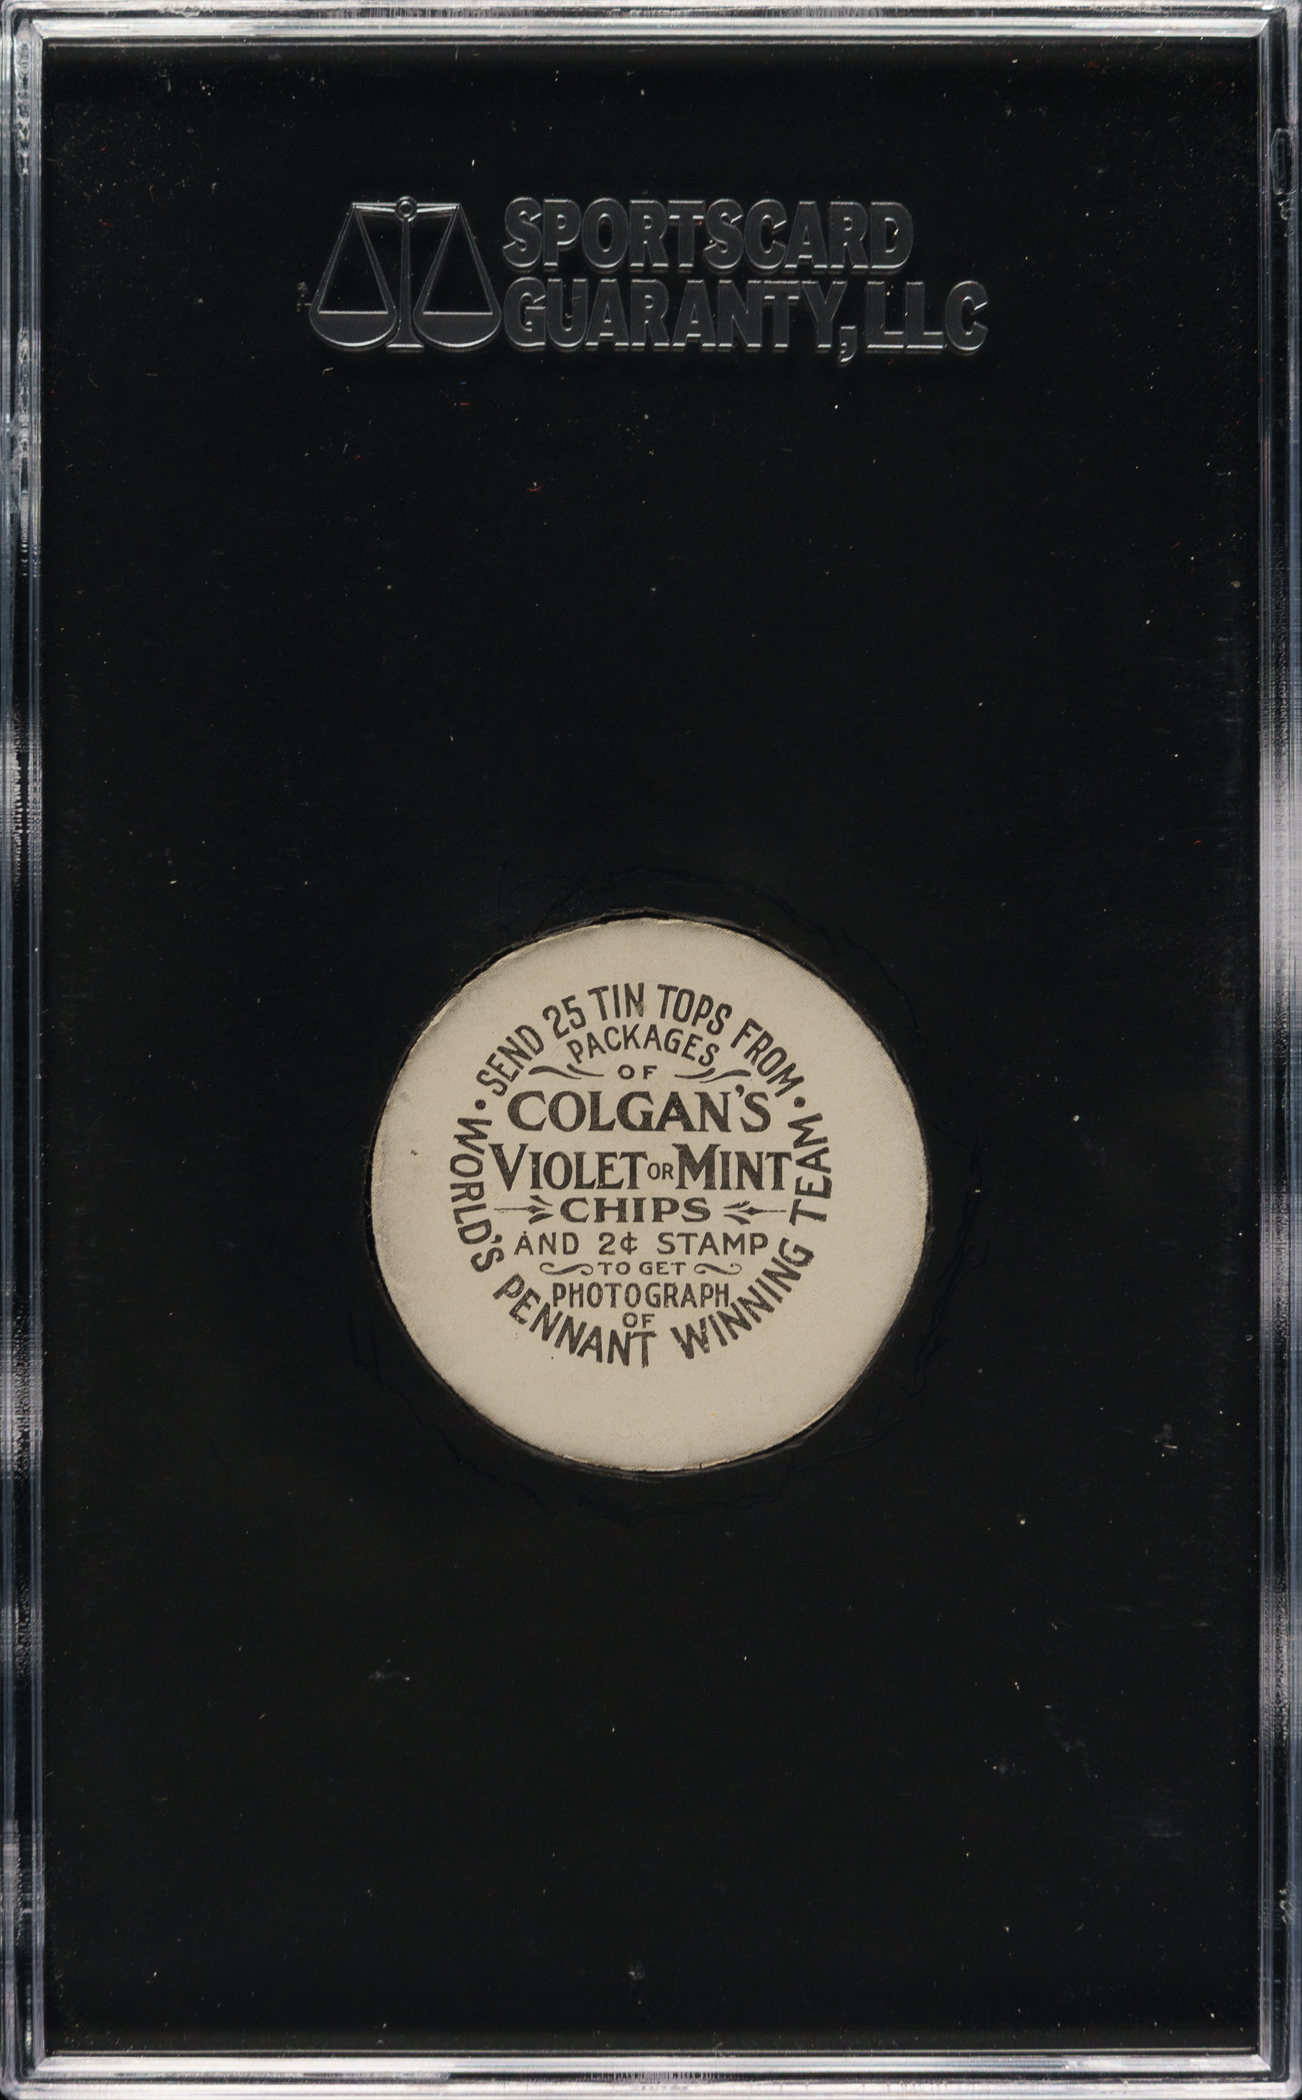 SPORTSCARD
GUARANTY, LLC
• SEND 25 TIN TOPS FROM •
PACKAGES
OF
COLGAN'S
VIOLET OR MINT
CHIPS
AND 2¢ STAMP
TO GET
PHOTOGRAPH
OF
WORLD'S PENNANT WINNING TEAM